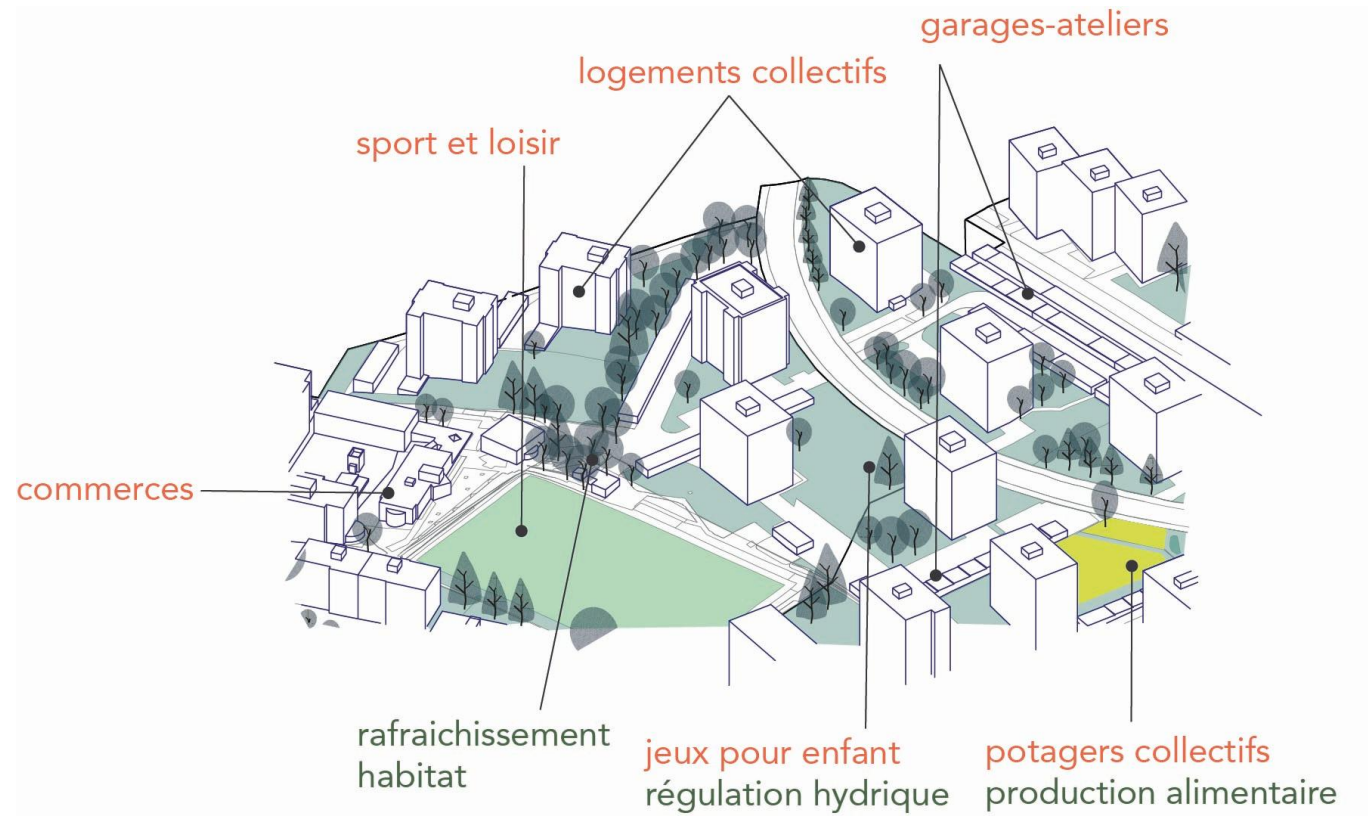 garages-ateliers
logements collectifs
sport et loisir
commerces
rafraichissement
habitat
jeux pour enfant
régulation hydrique
potagers collectifs
production alimentaire